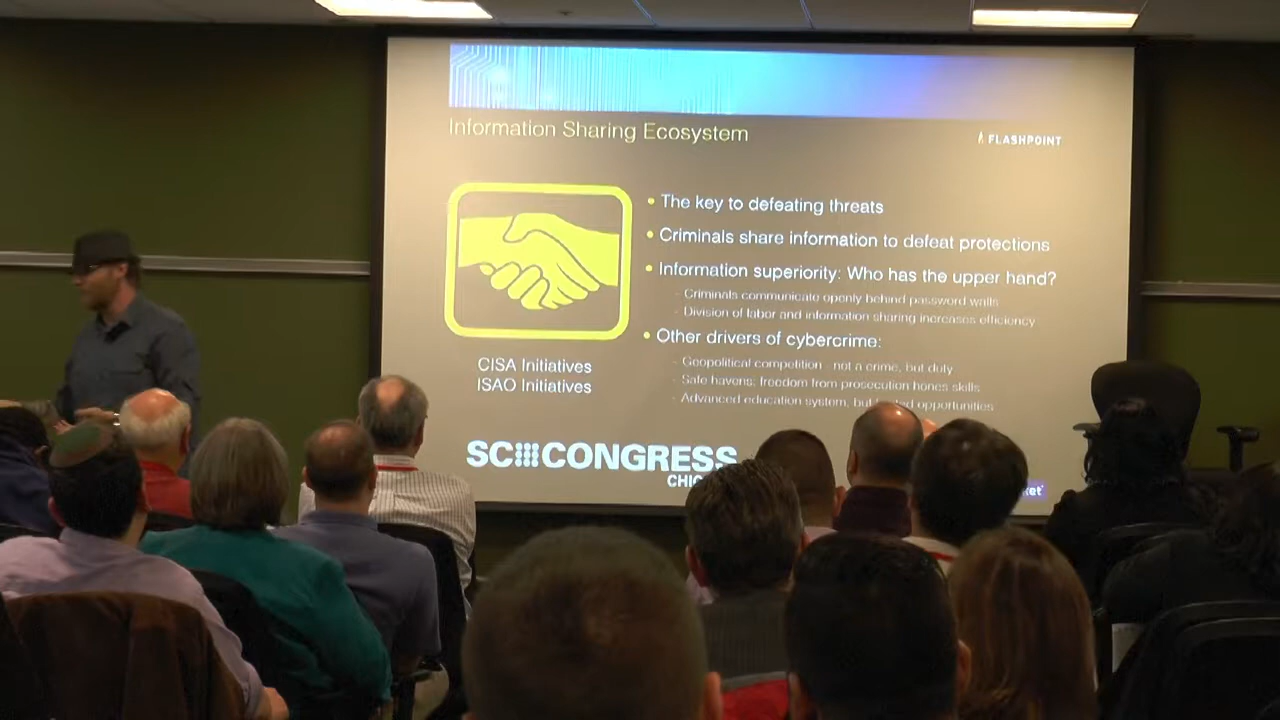 Information Sharing Ecosystem
FLASHPOINT
• The key to defeating threats
• Criminals share information to defeat protections
• Information superiority: Who has the upper hand?
- Criminals communicate openly behind password walls
- Division of labor and information sharing increases efficiency
• Other drivers of cybercrime:
- Geopolitical competition not a crime, but duty
- Safe havens: freedom from prosecution hones skills
- Advanced education system, but opportunities
CISA Initiatives
ISAO Initiatives
SC CONGRESS